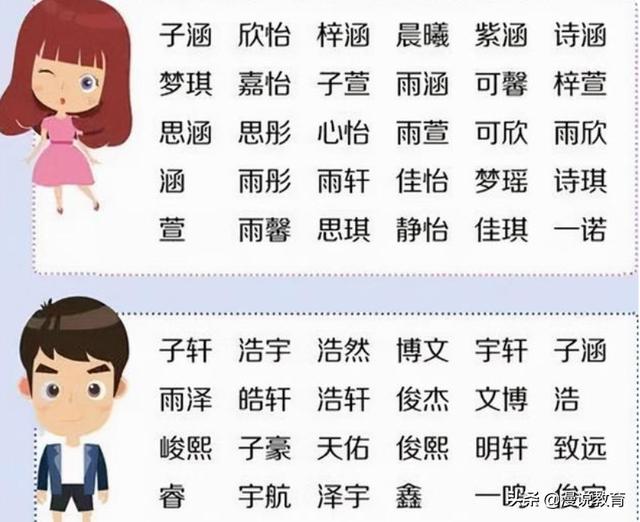 子涵 欣怡 梓涵 晨曦 紫涵 诗涵
梦琪 嘉怡 子萱 雨涵 可馨 梓萱
思涵 思彤 心怡 雨萱 可欣 雨欣
涵 雨彤 雨轩 佳怡 梦瑶 诗琪
萱 雨馨 思琪 静怡 佳琪 一诺
子轩 浩宇 浩然 博文 宇轩 子涵
雨泽 皓轩 浩轩 俊杰 文博 浩
峻熙 子豪 天佑 俊熙 明轩 致远
睿 宇航 泽宇 鑫 一鸣 俊宇
头条 @漫说教育